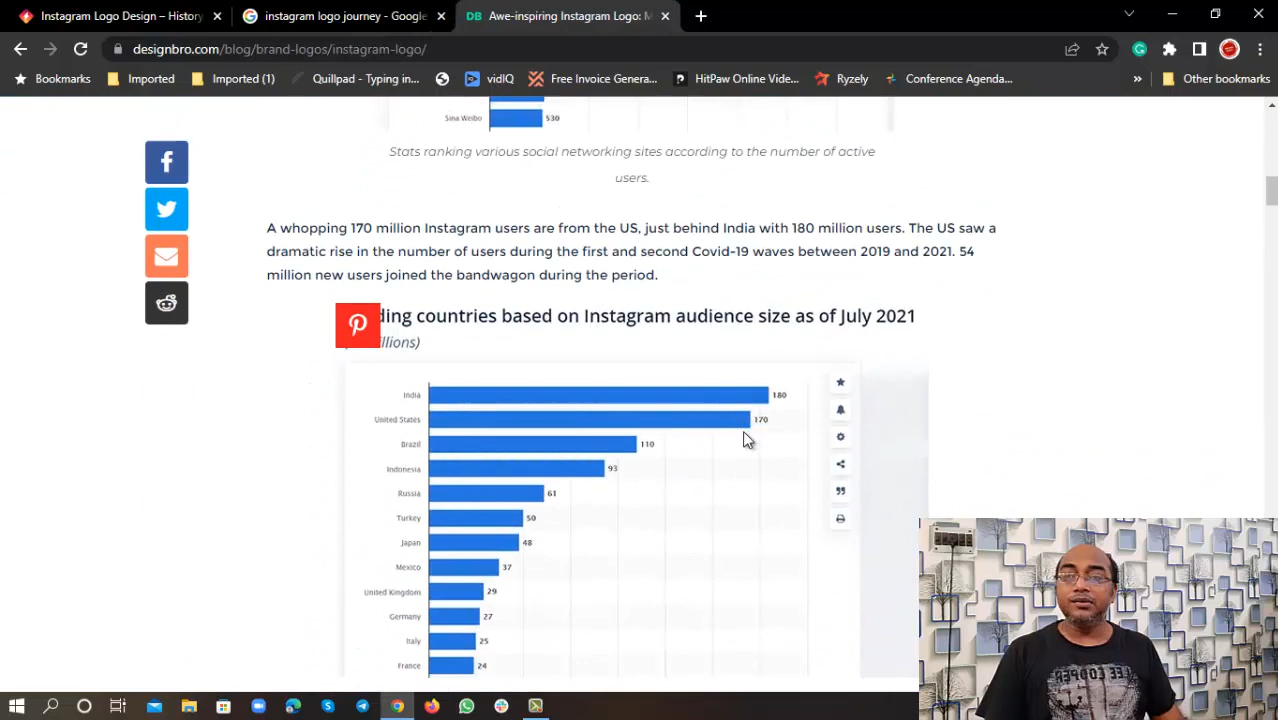 Instagram Logo Design – History
instagram logo journey - Google
DB Awe-inspiring Instagram Logo: M
designbro.com/blog/brand-logos/instagram-logo/
Bookmarks Imported Imported (1) Quillpad - Typing in... vidIQ Free Invoice Genera... HitPaw Online Vide... Ryzely Conference Agenda... » Other bookmarks
Sina Weibo 530
Stats ranking various social networking sites according to the number of active
users.
A whopping 170 million Instagram users are from the US, just behind India with 180 million users. The US saw a
dramatic rise in the number of users during the first and second Covid-19 waves between 2019 and 2021. 54
million new users joined the bandwagon during the period.
ding countries based on Instagram audience size as of July 2021
illions)
India 180
United States 170
Brazil 110
Indonesia 93
Russia 61
Turkey 50
Japan 48
Mexico 37
United Kingdom 29
Germany 27
Italy 25
France 24